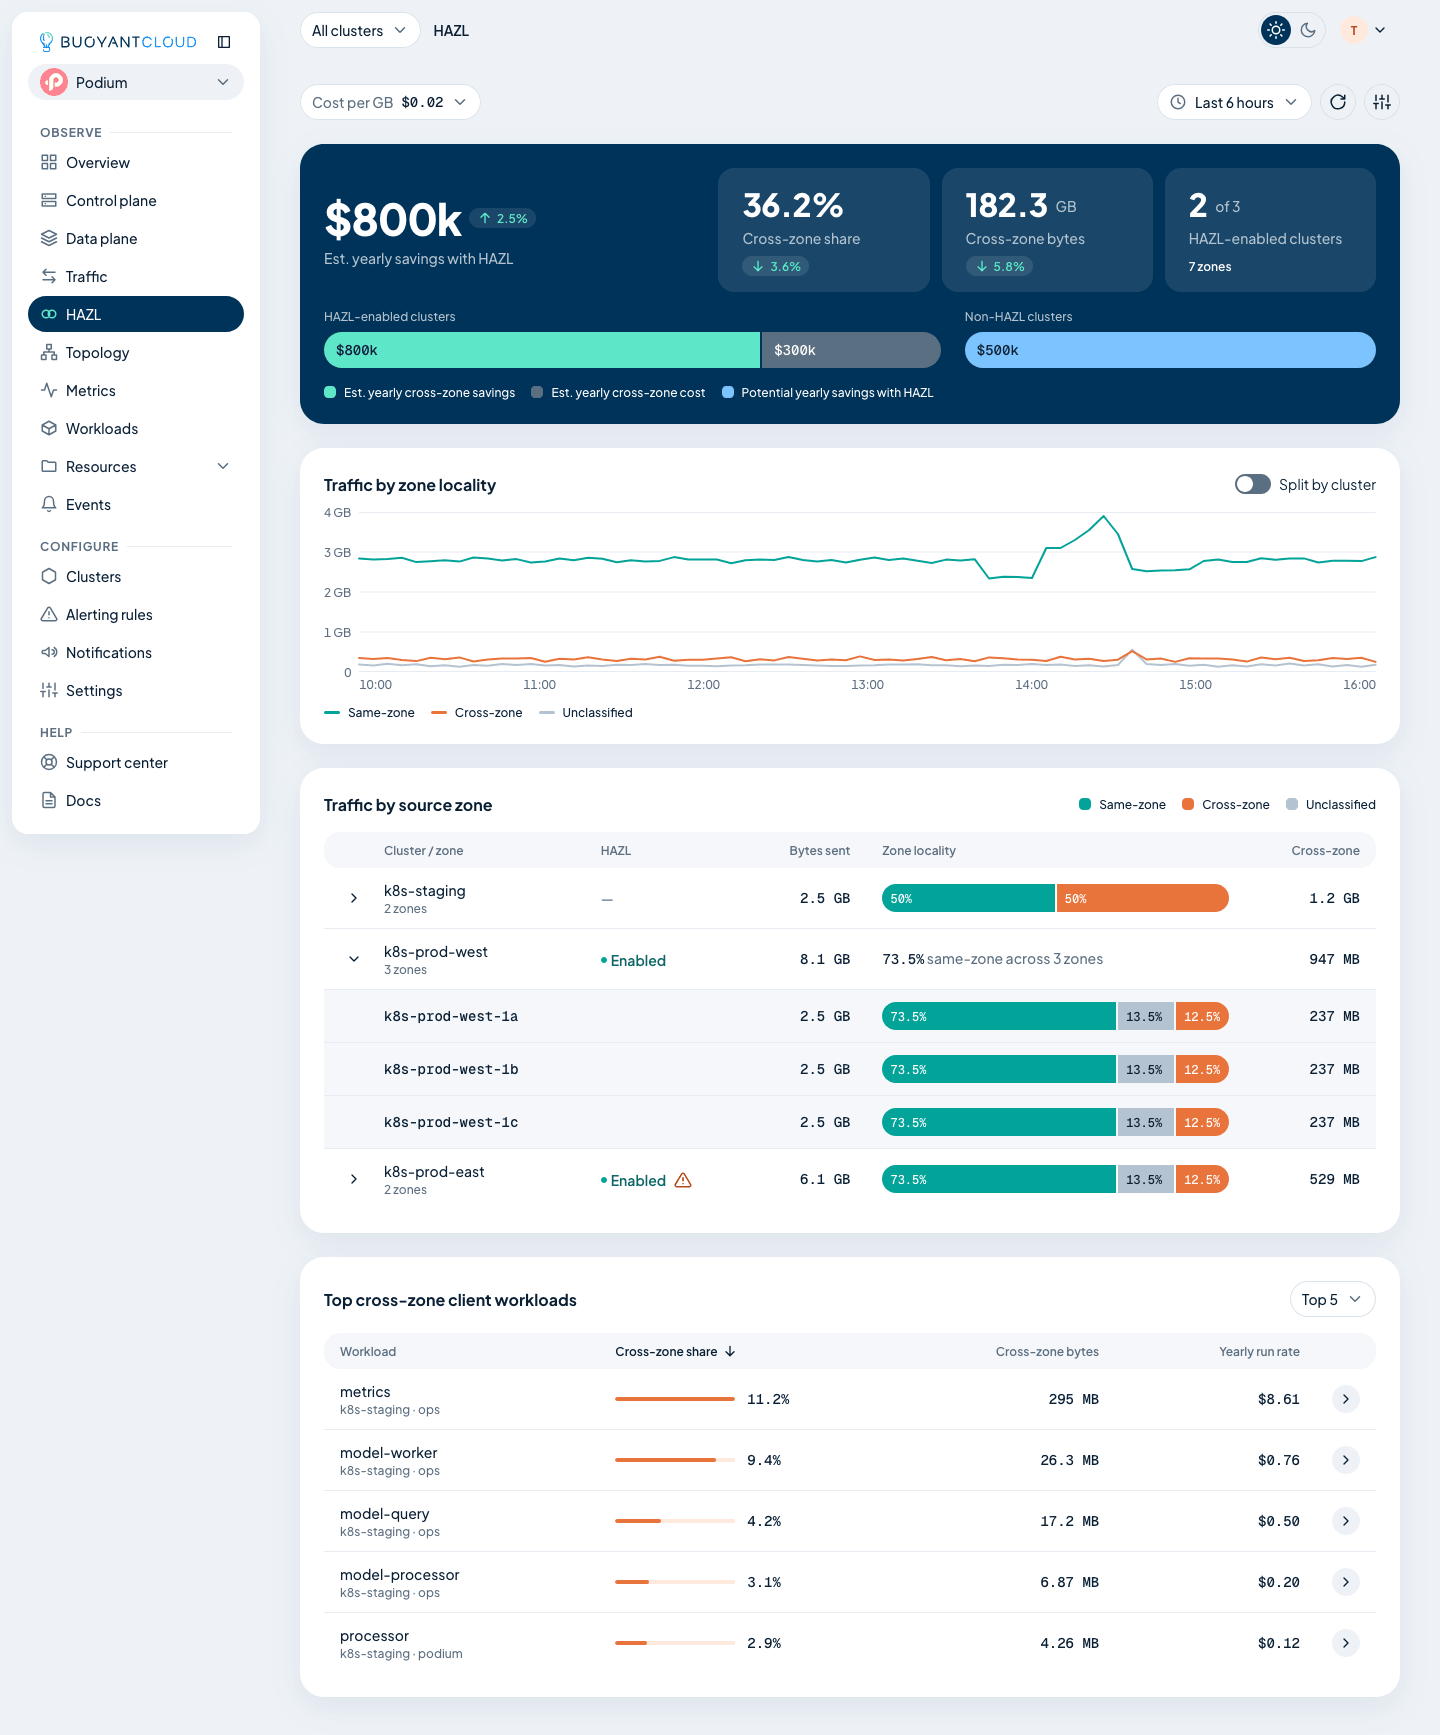 BUOYANTCLOUD
Podium
OBSERVE
Overview
Control plane
Data plane
Traffic
HAZL
Topology
Metrics
Workloads
Resources
Events
CONFIGURE
Clusters
Alerting rules
Notifications
Settings
HELP
Support center
Docs
All clusters
HAZL
T
Cost per GB $0.02
Last 6 hours
$800k
2.5%
Est. yearly savings with HAZL
36.2%
Cross-zone share
3.6%
182.3 GB
Cross-zone bytes
5.8%
2 of 3
HAZL-enabled clusters
7 zones
HAZL-enabled clusters
$800k
$300k
Non-HAZL clusters
$500k
Est. yearly cross-zone savings
Est. yearly cross-zone cost
Potential yearly savings with HAZL
Traffic by zone locality
Split by cluster
4 GB
3 GB
2 GB
1 GB
0
10:00 11:00 12:00 13:00 14:00 15:00 16:00
Same-zone Cross-zone Unclassified
Traffic by source zone
Same-zone Cross-zone Unclassified
Cluster / zone HAZL Bytes sent Zone locality Cross-zone
k8s-staging
2 zones
— 2.5 GB 50% 50% 1.2 GB
k8s-prod-west
3 zones
Enabled 8.1 GB 73.5% same-zone across 3 zones 947 MB
k8s-prod-west-1a 2.5 GB 73.5% 13.5% 12.5% 237 MB
k8s-prod-west-1b 2.5 GB 73.5% 13.5% 12.5% 237 MB
k8s-prod-west-1c 2.5 GB 73.5% 13.5% 12.5% 237 MB
k8s-prod-east
2 zones
Enabled 6.1 GB 73.5% 13.5% 12.5% 529 MB
Top cross-zone client workloads
Top 5
Workload Cross-zone share Cross-zone bytes Yearly run rate
metrics
k8s-staging · ops
11.2% 295 MB $8.61
model-worker
k8s-staging · ops
9.4% 26.3 MB $0.76
model-query
k8s-staging · ops
4.2% 17.2 MB $0.50
model-processor
k8s-staging · ops
3.1% 6.87 MB $0.20
processor
k8s-staging · podium
2.9% 4.26 MB $0.12